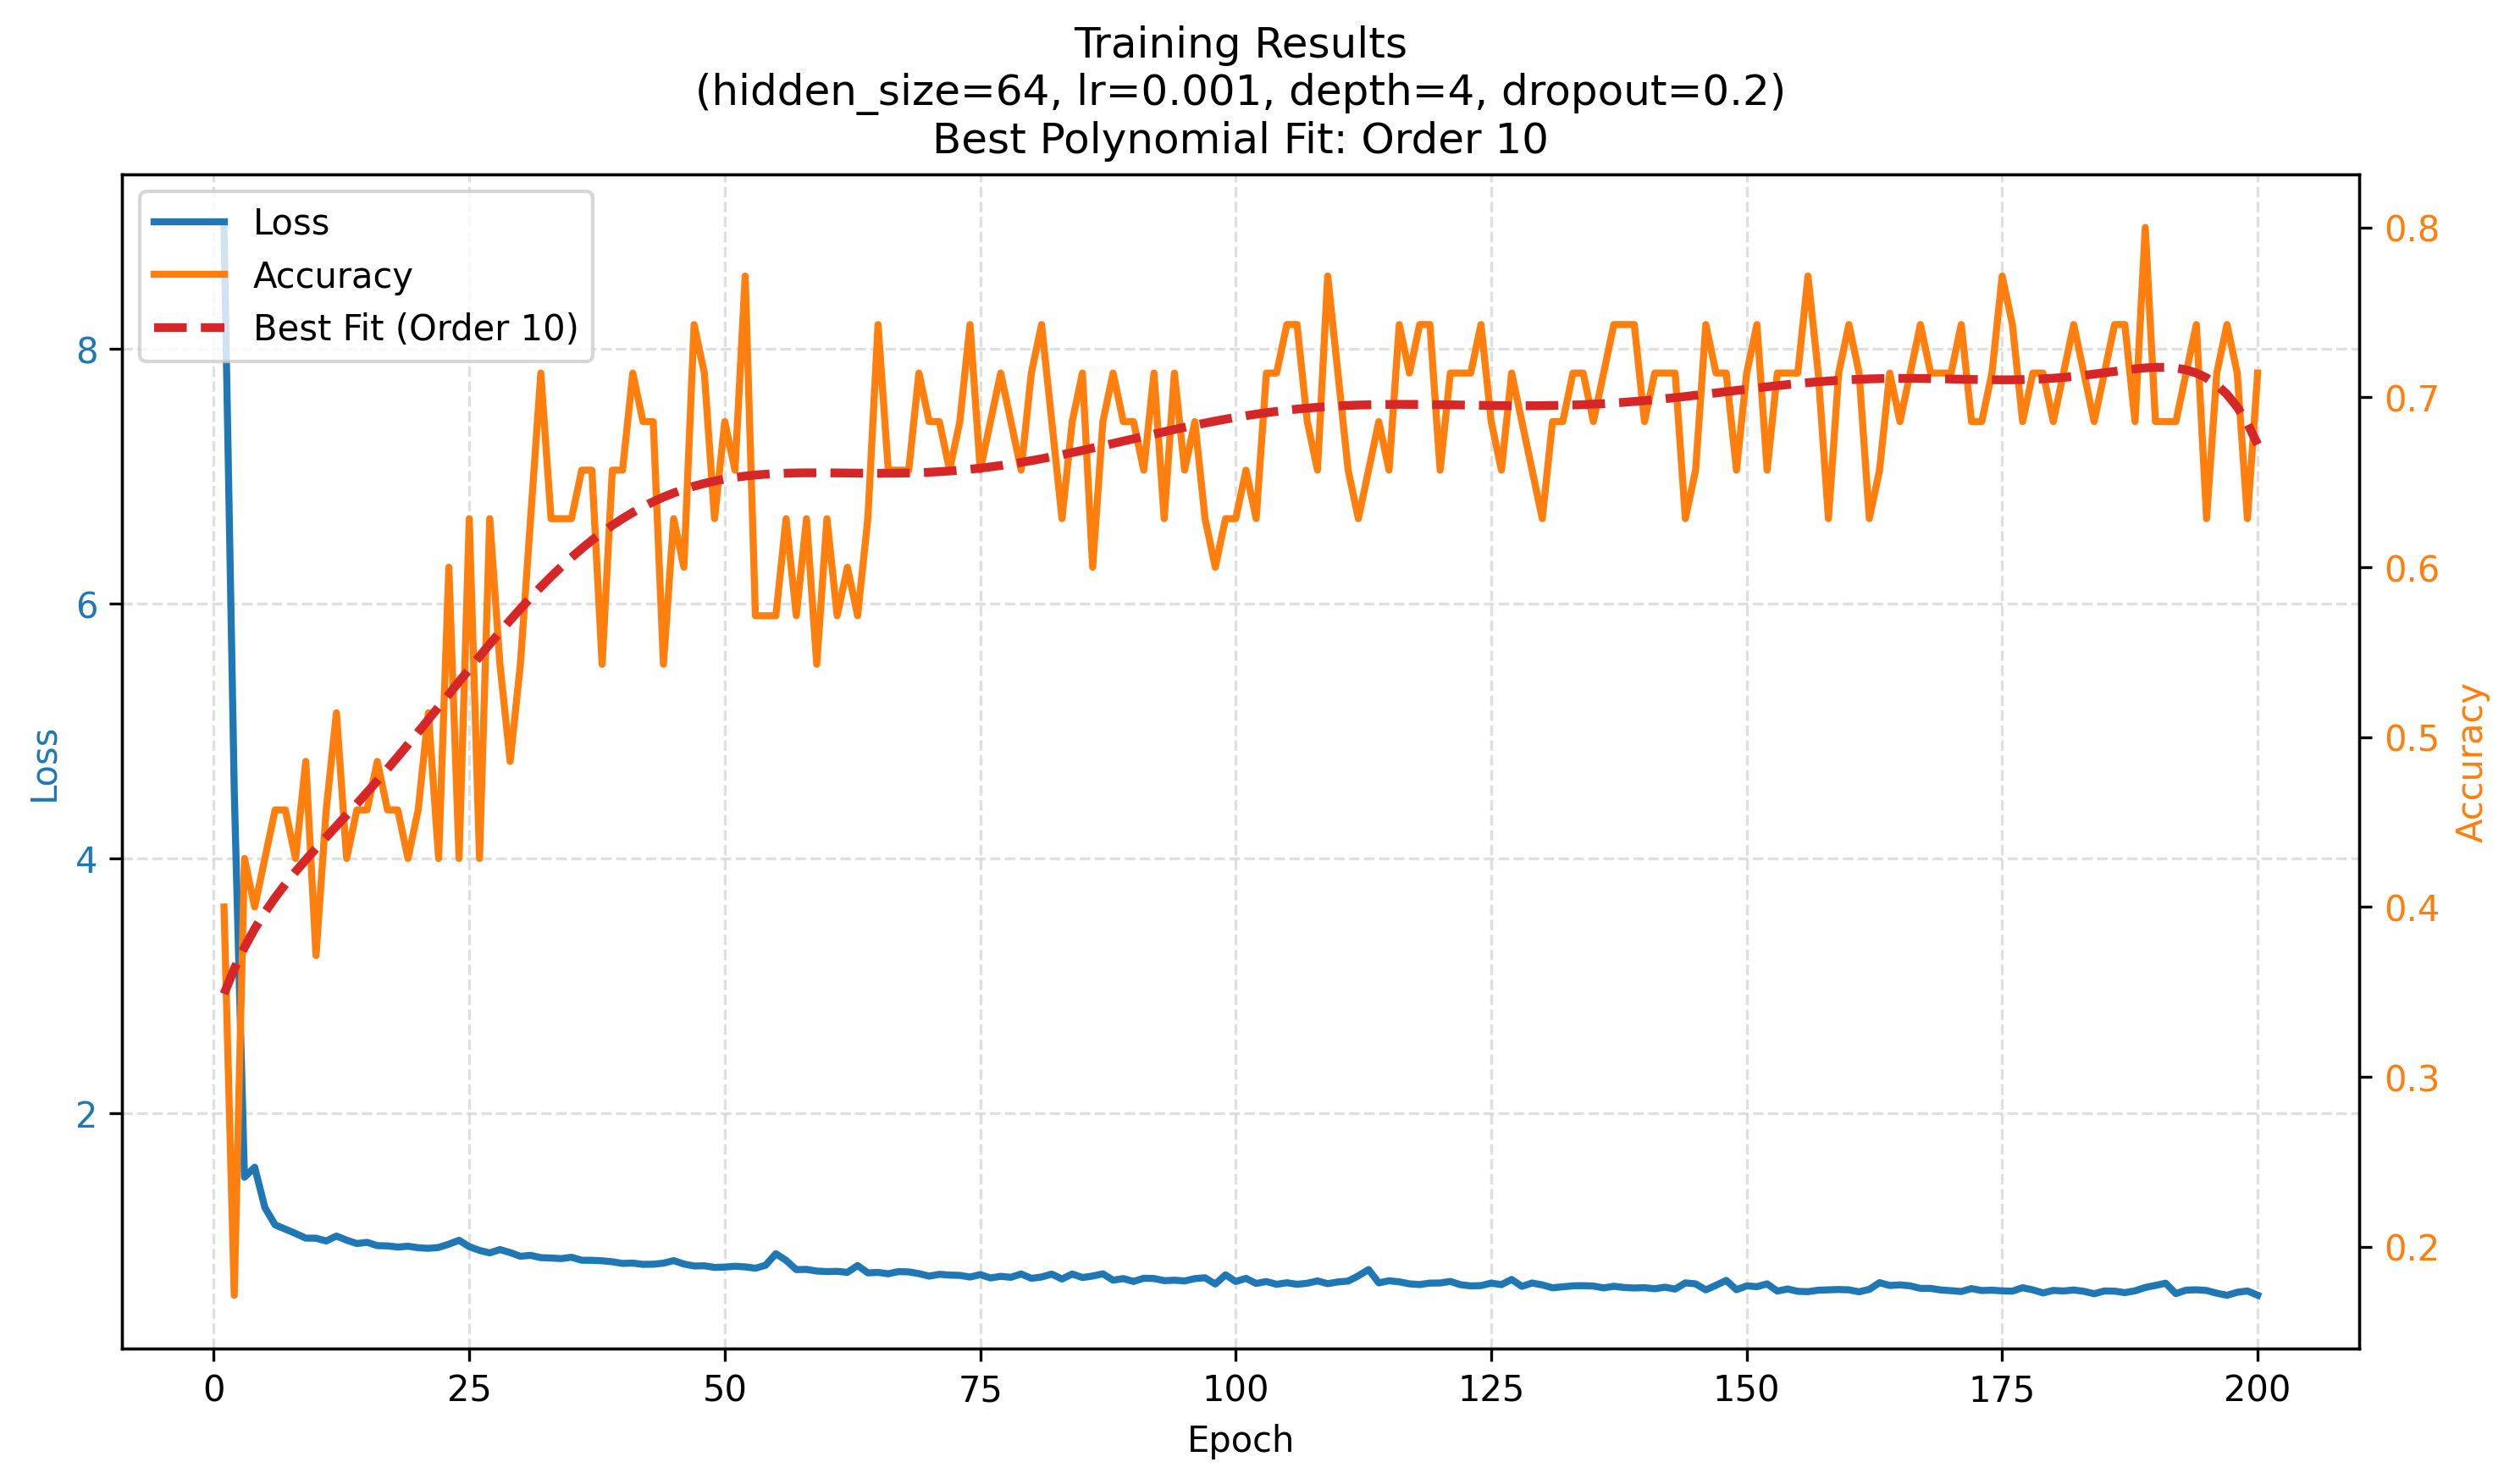 Training Results
(hidden_size=64, lr=0.001, depth=4, dropout=0.2)
Best Polynomial Fit: Order 10
Loss
Accuracy
Best Fit (Order 10)
8
6
4
2
Loss
0.8
0.7
0.6
0.5
0.4
0.3
0.2
Accuracy
0 25 50 75 100 125 150 175 200
Epoch